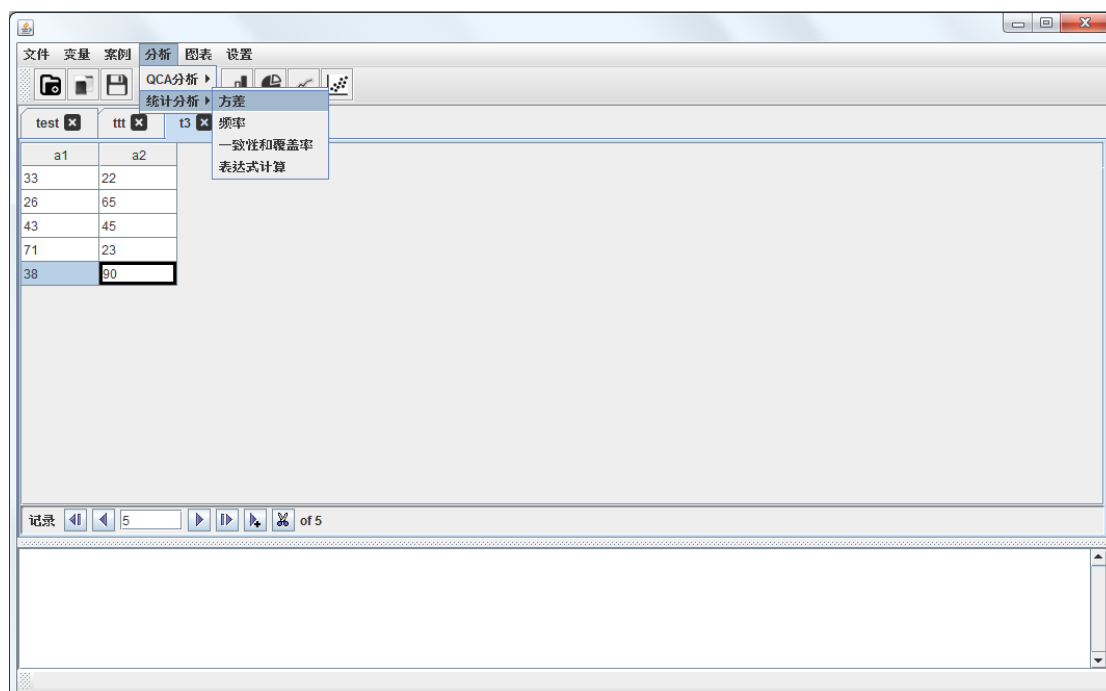 文件 变量 案例 分析 图表 设置
QCA分析
统计分析
方差
频率
一致性和覆盖率
表达式计算
test ttt t3
a1 a2
33 22
26 65
43 45
71 23
38 90
记录 5 of 5